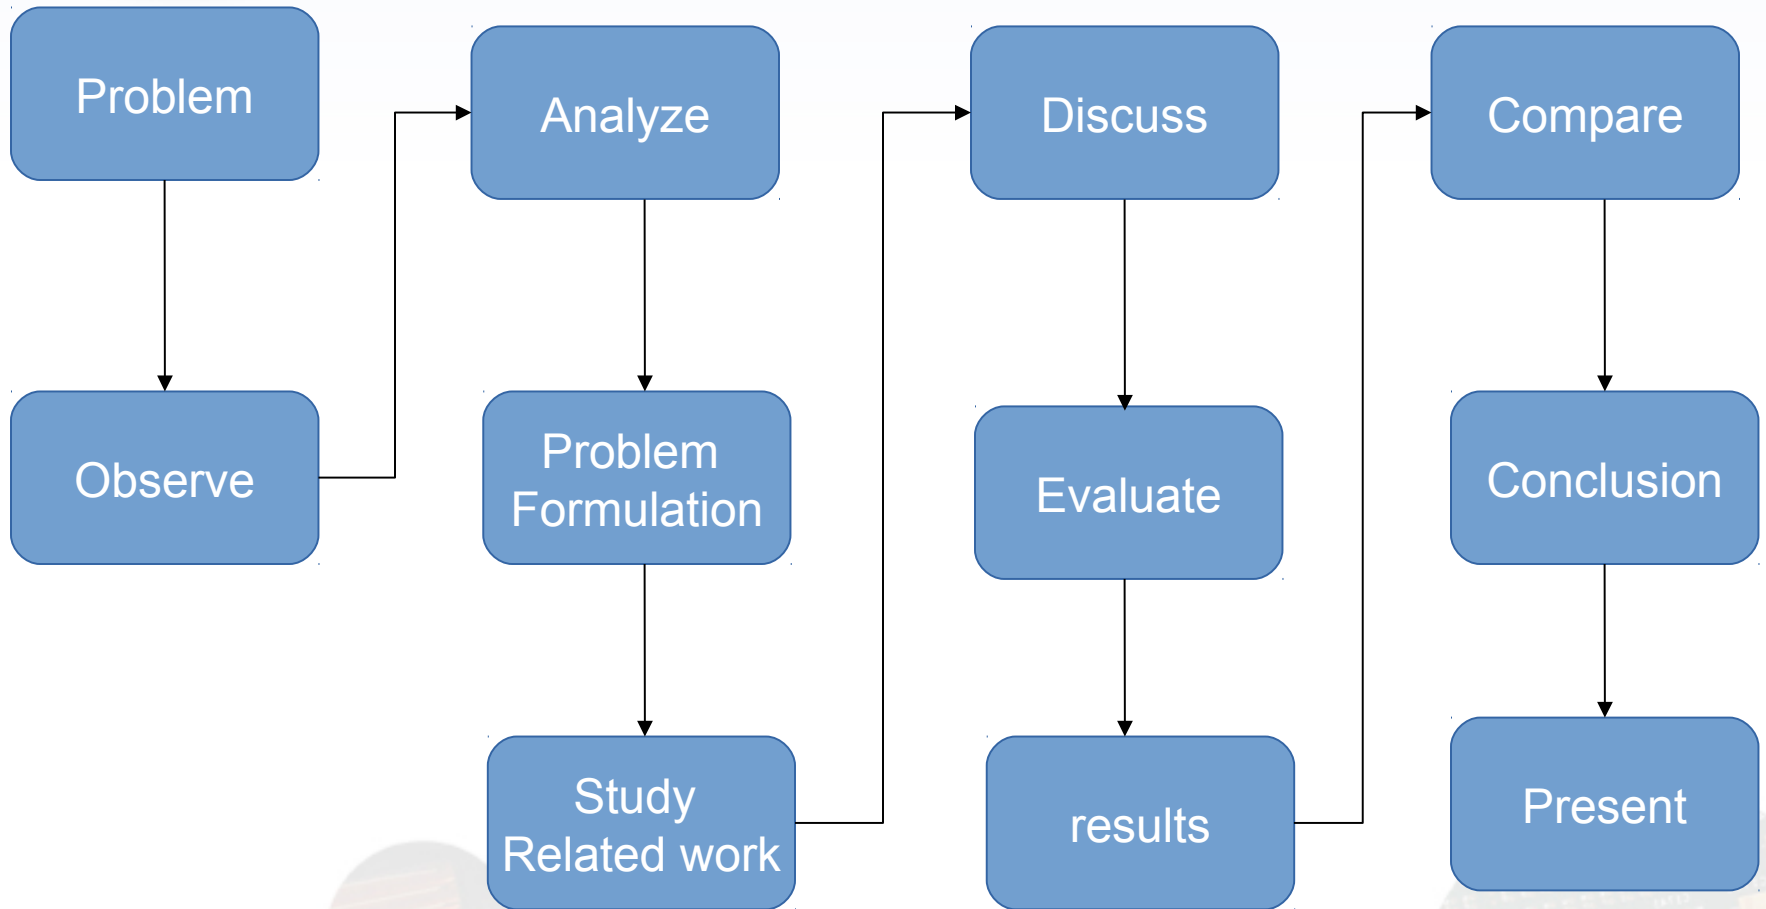 Problem
Observe
Analyze
Problem
Formulation
Study
Related work
Discuss
Evaluate
results
Compare
Conclusion
Present